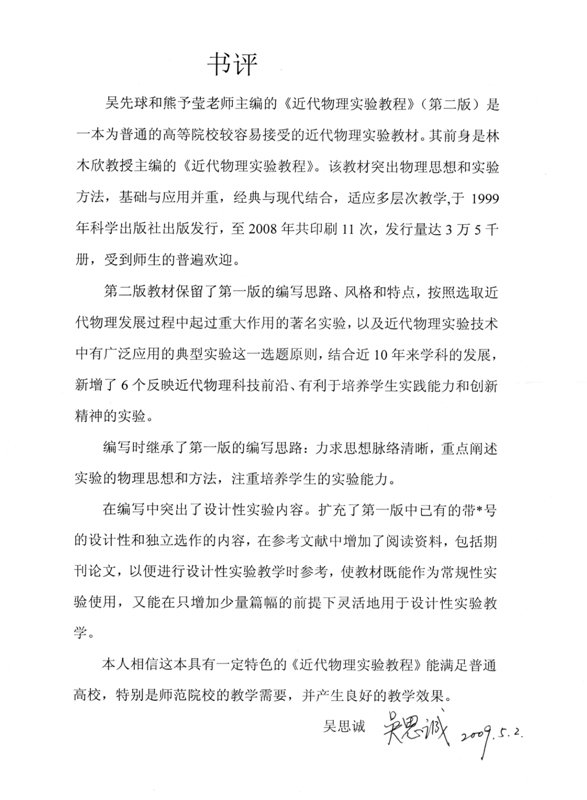 书评
吴先球和熊予莹老师主编的《近代物理实验教程》（第二版）是
一本为普通的高等院校较容易接受的近代物理实验教材。其前身是林
木欣教授主编的《近代物理实验教程》。该教材突出物理思想和实验
方法，基础与应用并重，经典与现代结合，适应多层次教学,于 1999
年科学出版社出版发行，至 2008 年共印刷 11 次，发行量达 3 万 5 千
册，受到师生的普遍欢迎。
第二版教材保留了第一版的编写思路、风格和特点，按照选取近
代物理发展过程中起过重大作用的著名实验，以及近代物理实验技术
中有广泛应用的典型实验这一选题原则，结合近 10 年来学科的发展，
新增了 6 个反映近代物理科技前沿、有利于培养学生实践能力和创新
精神的实验。
编写时继承了第一版的编写思路：力求思想脉络清晰，重点阐述
实验的物理思想和方法，注重培养学生的实验能力。
在编写中突出了设计性实验内容。扩充了第一版中已有的带*号
的设计性和独立选作的内容，在参考文献中增加了阅读资料，包括期
刊论文，以便进行设计性实验教学时参考，使教材既能作为常规性实
验使用，又能在只增加少量篇幅的前提下灵活地用于设计性实验教
学。
本人相信这本具有一定特色的《近代物理实验教程》能满足普通
高校，特别是师范院校的教学需要，并产生良好的教学效果。
吴思诚 吴思诚 2009.5.2.